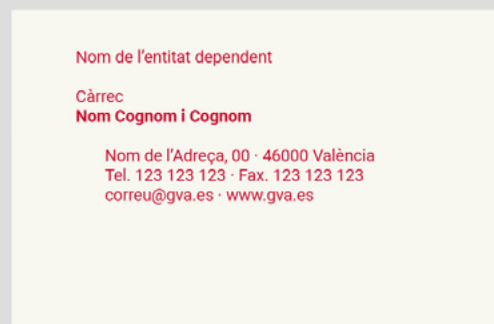 Nom de l’entitat dependent
Càrrec
Nom Cognom i Cognom
Nom de l’Adreça, 00 · 46000 València
Tel. 123 123 123 · Fax. 123 123 123
correu@gva.es · www.gva.es